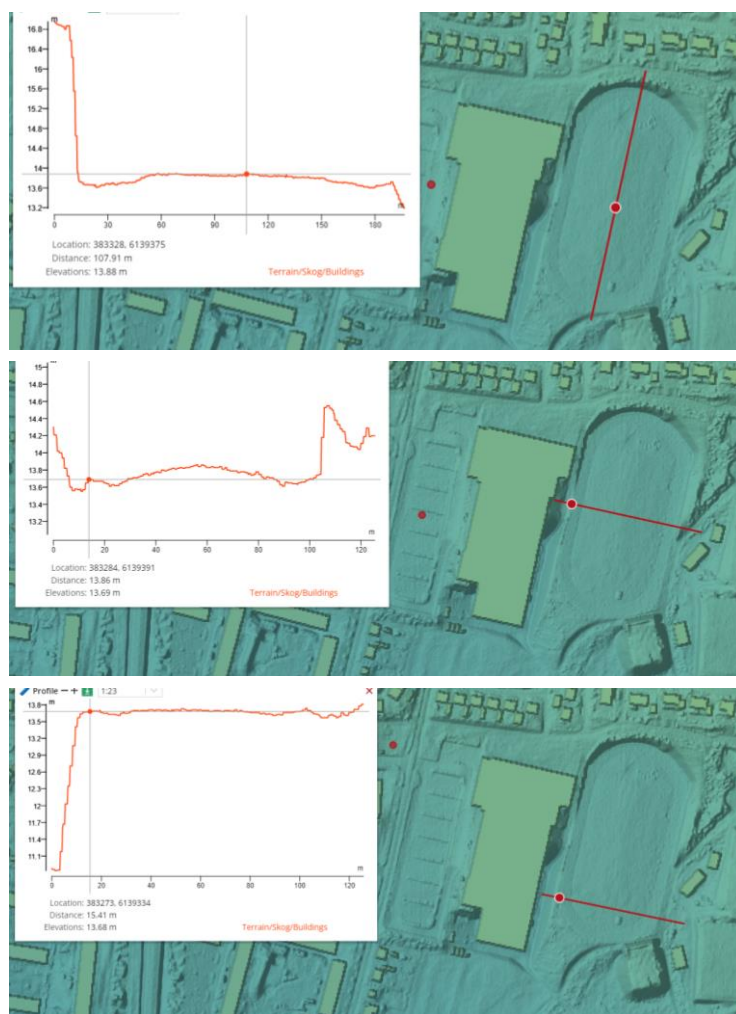 m
16.8
16.4
16
15.6
15.2
14.8
14.4
14
13.6
13.2
0 30 60 90 120 150 180
m
Location: 383328, 6139375
Distance: 107.91 m
Elevations: 13.88 m Terrain/Skog/Buildings
m
15
14.8
14.6
14.4
14.2
14
13.8
13.6
13.4
13.2
m
0 20 40 60 80 100 120
Location: 383284, 6139391
Distance: 13.86 m
Elevations: 13.69 m Terrain/Skog/Buildings
Profile − + 1:23 ×
m
13.8
13.5
13.2
12.9
12.6
12.3
12
11.7
11.4
11.1
m
0 20 40 60 80 100 120
Location: 383273, 6139334
Distance: 15.41 m
Elevations: 13.68 m Terrain/Skog/Buildings